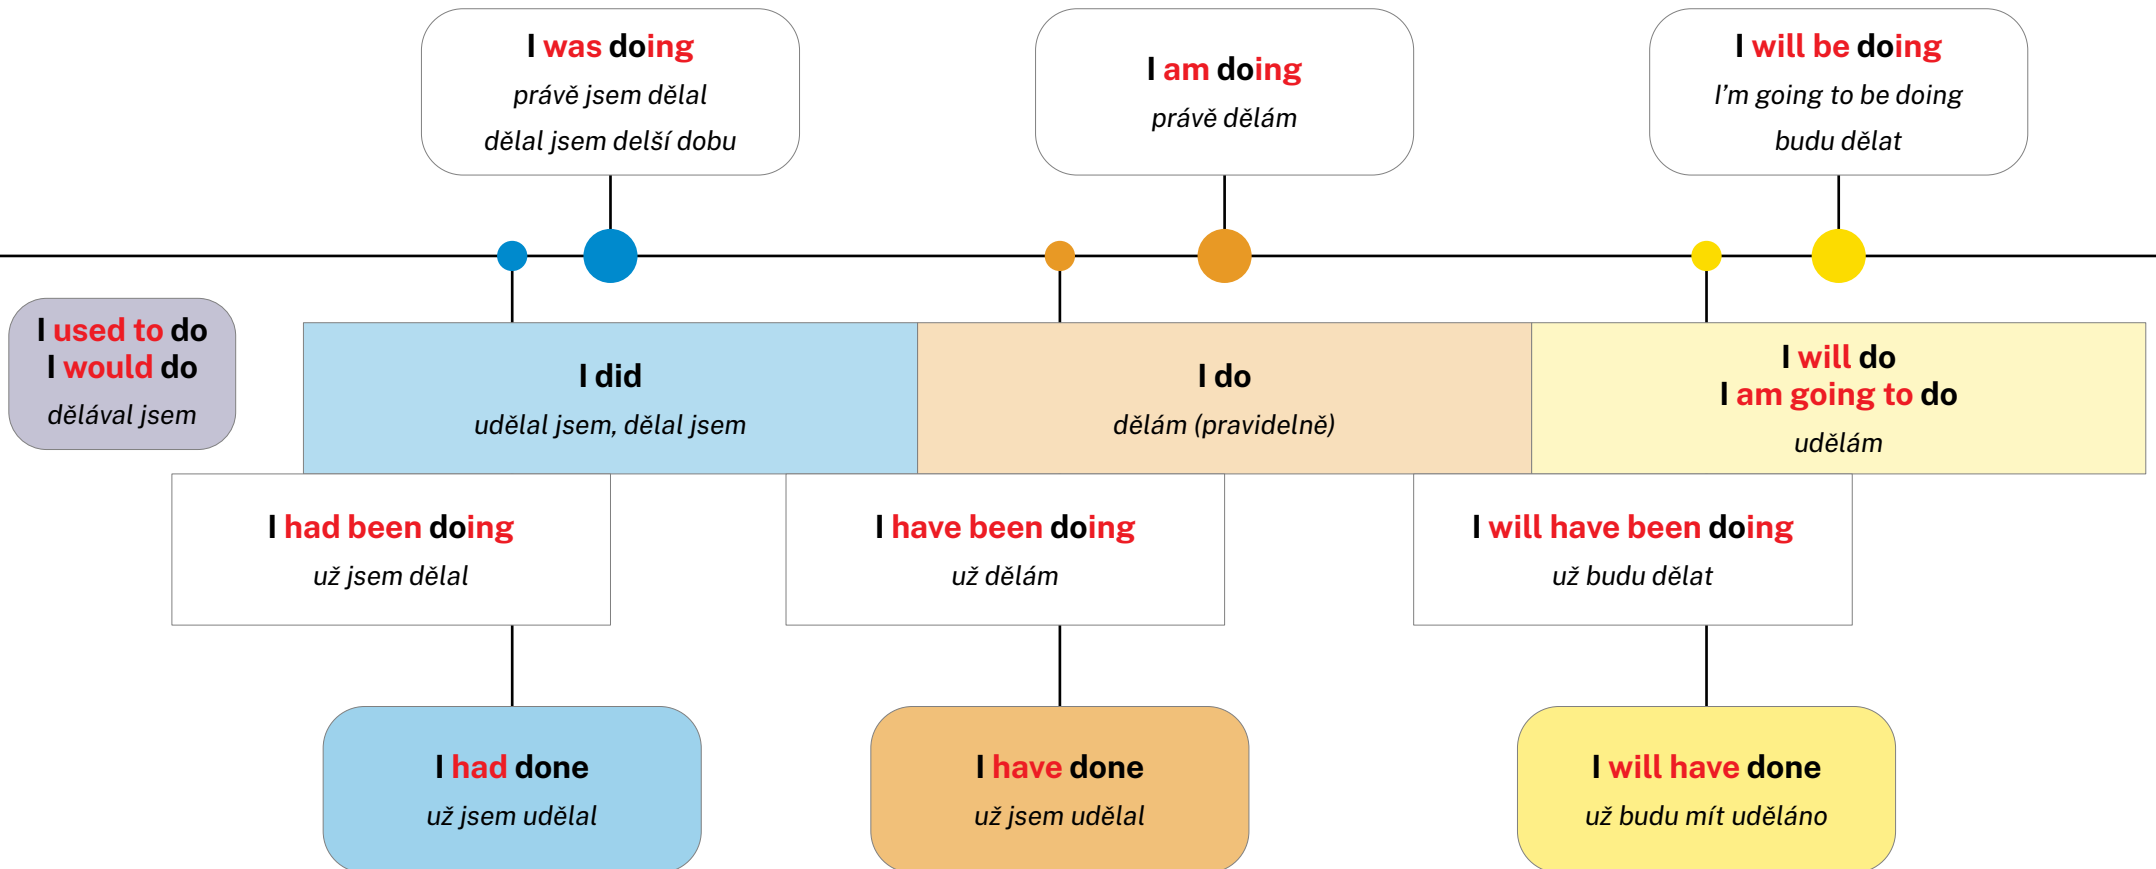 I was doing
právě jsem dělal
dělal jsem delší dobu
I am doing
právě dělám
I will be doing
I’m going to be doing
budu dělat
I used to do
I would do
dělával jsem
I did
udělal jsem, dělal jsem
I do
dělám (pravidelně)
I will do
I am going to do
udělám
I had been doing
už jsem dělal
I have been doing
už dělám
I will have been doing
už budu dělat
I had done
už jsem udělal
I have done
už jsem udělal
I will have done
už budu mít uděláno